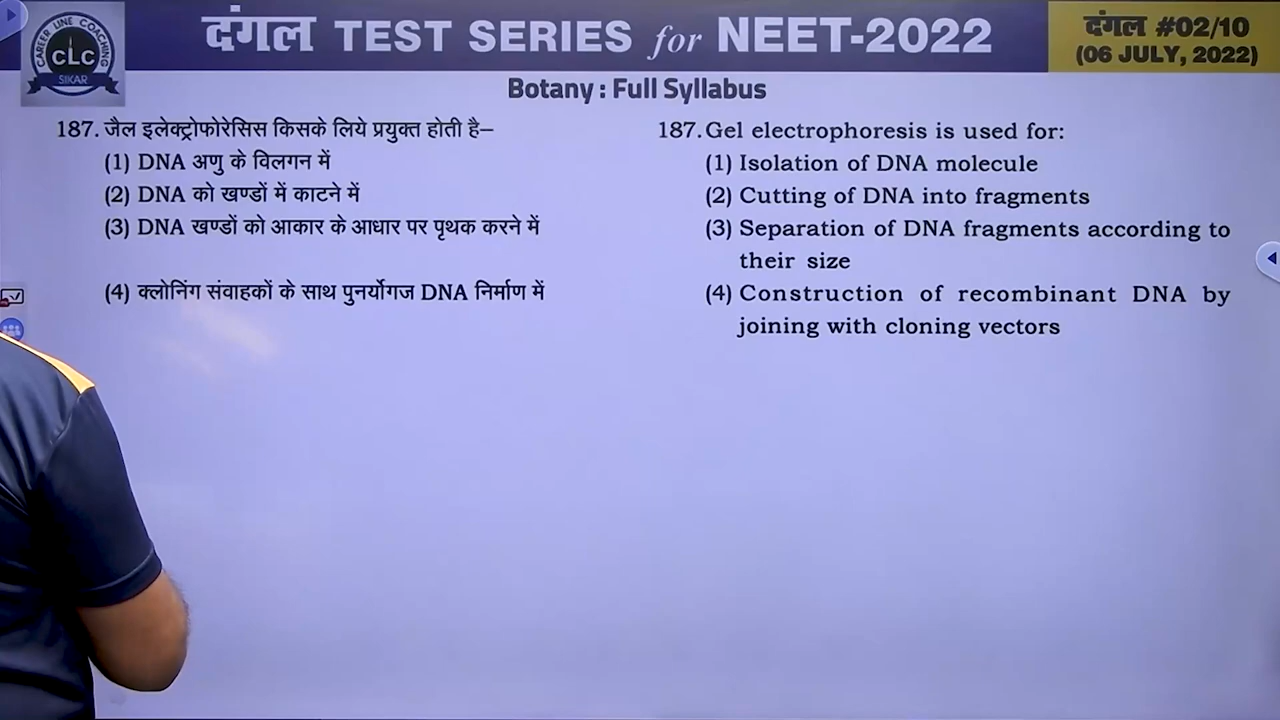 CAREER LINE COACHING
CLC
SIKAR
दंगल TEST SERIES for NEET-2022
दंगल #02/10
(06 JULY, 2022)
Botany : Full Syllabus
187. जैल इलेक्ट्रोफोरेसिस किसके लिये प्रयुक्त होती है–
(1) DNA अणु के विलगन में
(2) DNA को खण्डों में काटने में
(3) DNA खण्डों को आकार के आधार पर पृथक करने में
(4) क्लोनिंग संवाहकों के साथ पुनर्योगज DNA निर्माण में
187. Gel electrophoresis is used for:
(1) Isolation of DNA molecule
(2) Cutting of DNA into fragments
(3) Separation of DNA fragments according to
their size
(4) Construction of recombinant DNA by
joining with cloning vectors